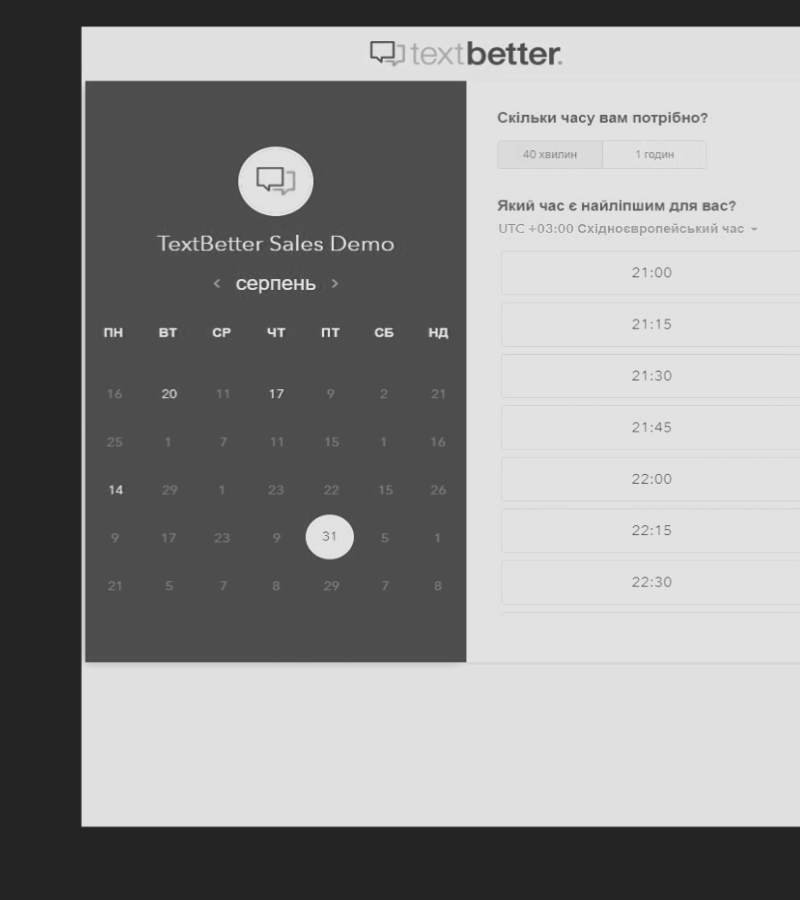 textbetter.
TextBetter Sales Demo
< серпень >
ПН ВТ СР ЧТ ПТ СБ НД
16 20 11 17 9 2 21
25 1 7 11 15 1 16
14 29 1 23 22 15 26
9 17 23 9 31 5 1
21 5 7 8 29 7 8
Скільки часу вам потрібно?
40 хвилин 1 годин
Який час є найліпшим для вас?
UTC +03:00 Східноєвропейський час
21:00
21:15
21:30
21:45
22:00
22:15
22:30